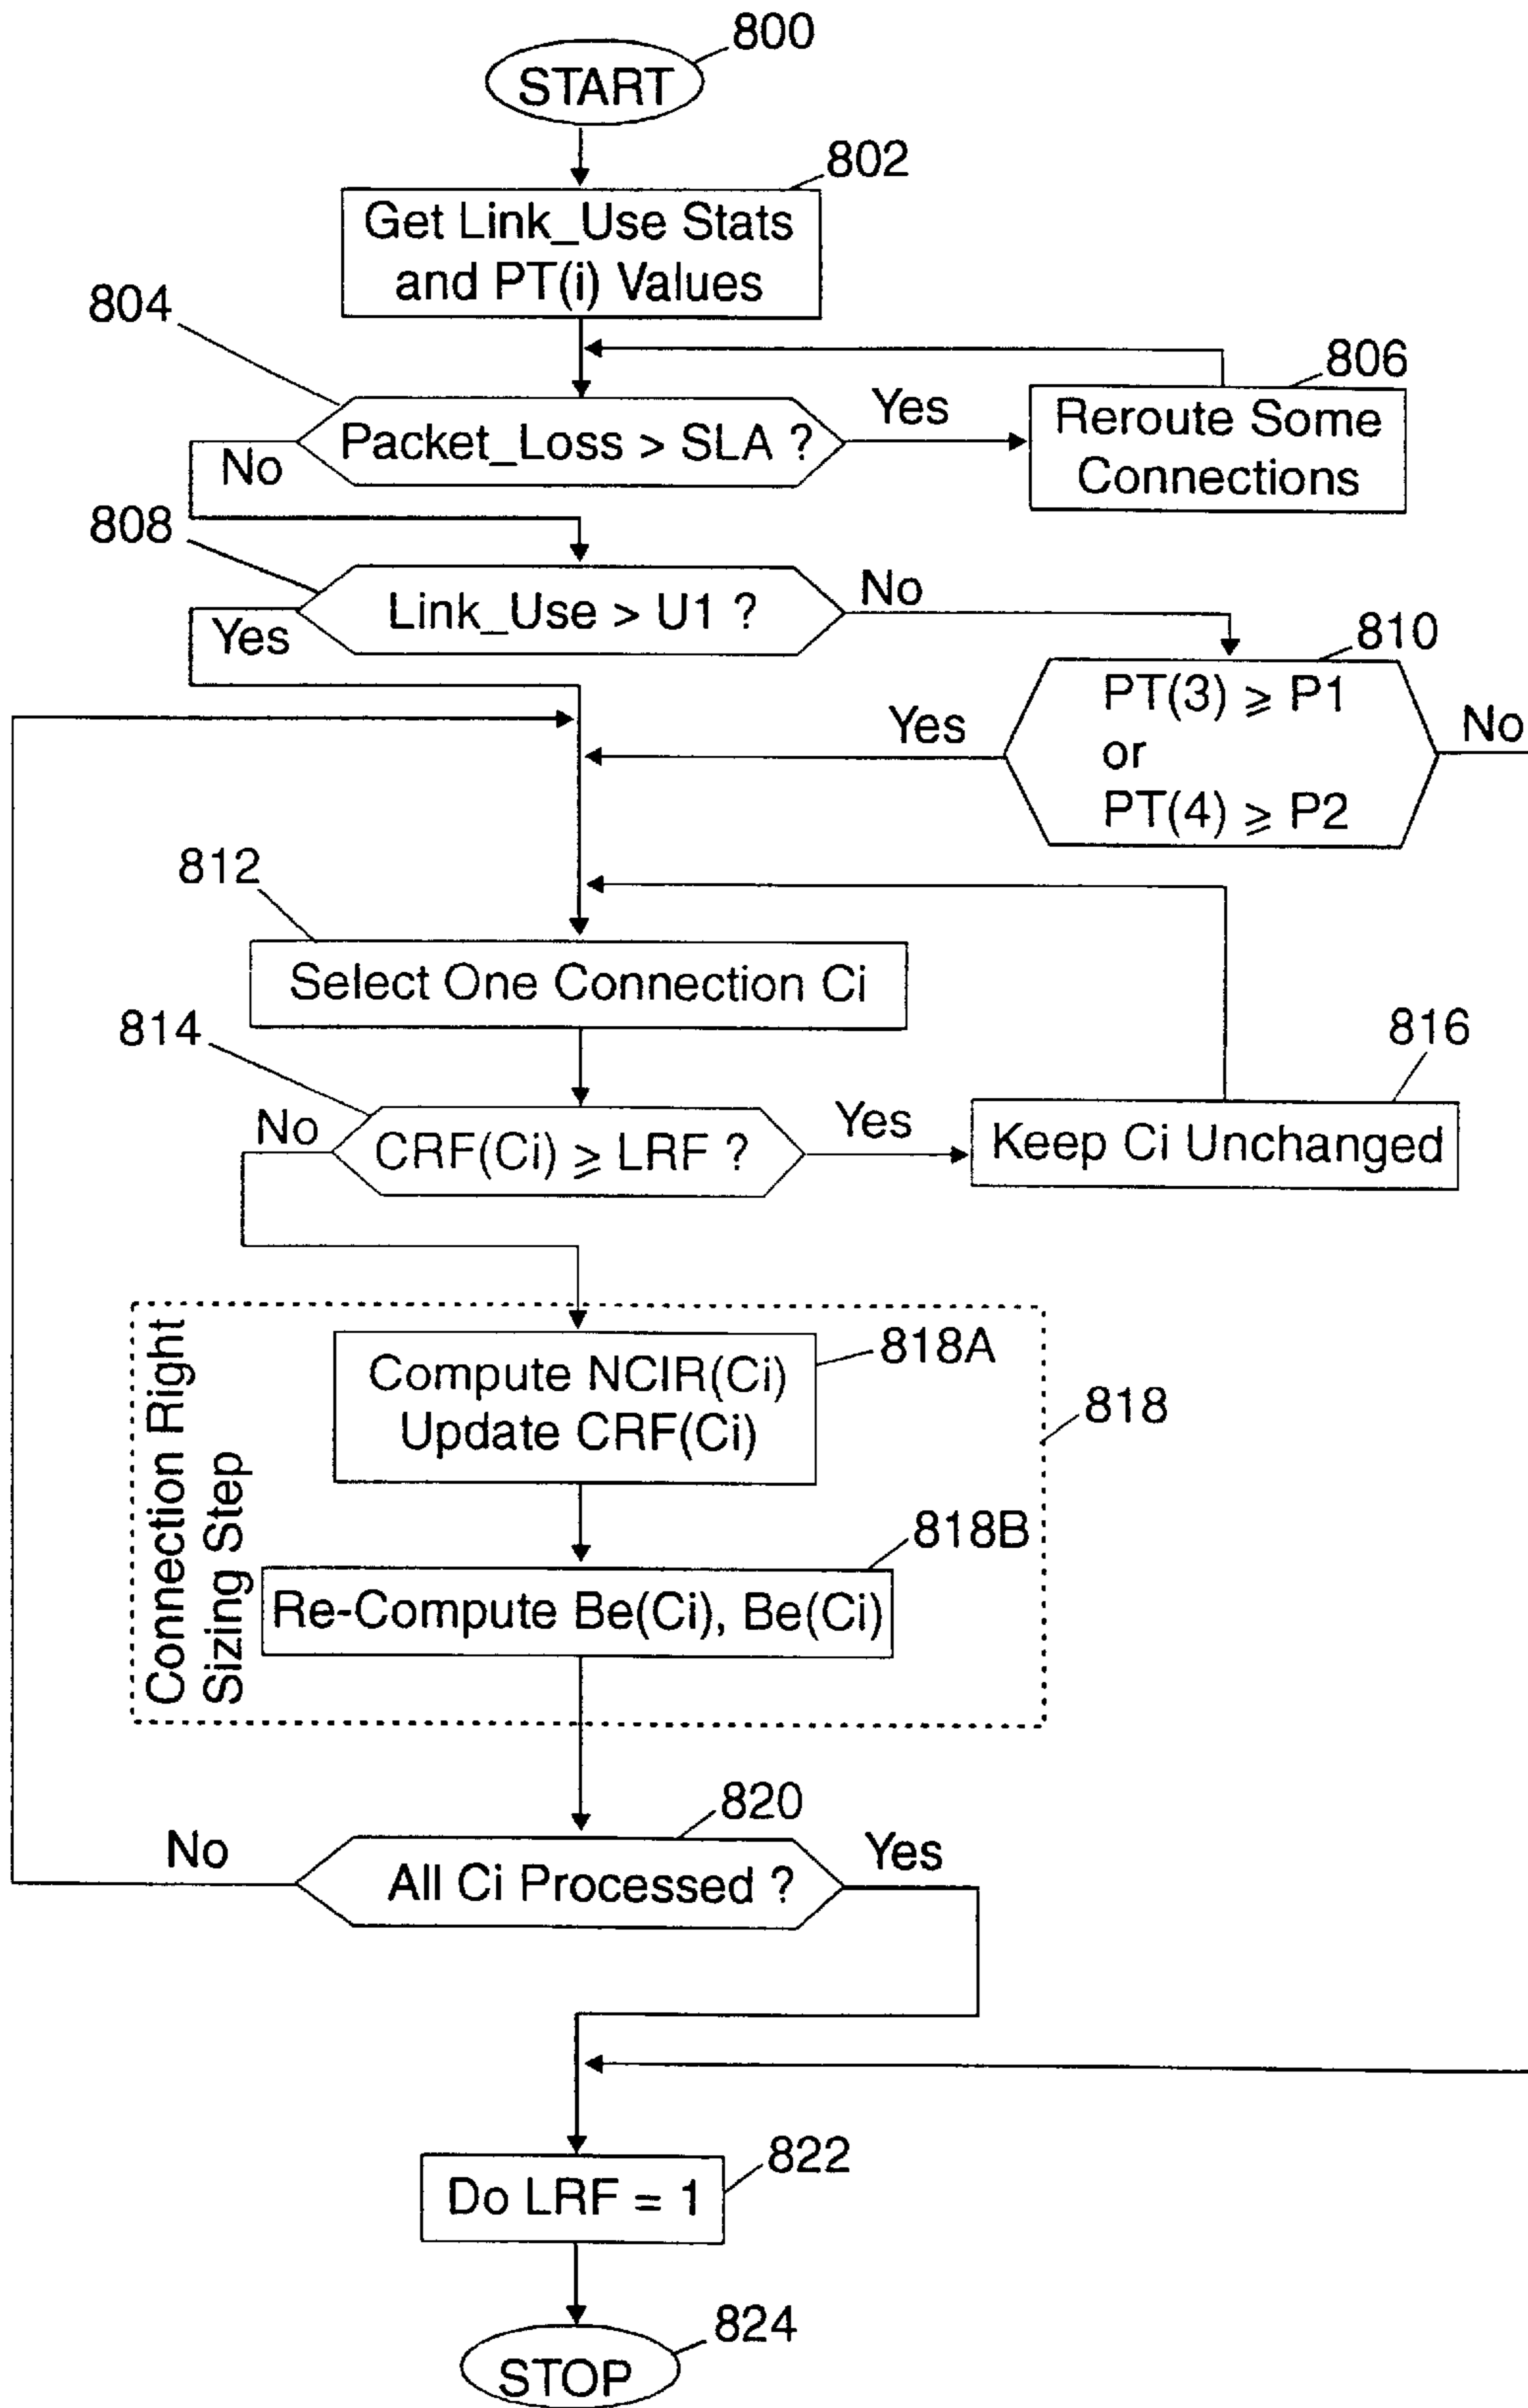 800
START
802
Get Link_Use Stats
and PT(i) Values
804
806
Packet_Loss > SLA ?
Yes
Reroute Some
Connections
No
808
Link_Use > U1 ?
No
Yes
810
PT(3) ⩾ P1
or
PT(4) ⩾ P2
Yes
No
812
Select One Connection Ci
814
816
No
CRF(Ci) ⩾ LRF ?
Yes
Keep Ci Unchanged
Connection Right
Sizing Step
Compute NCIR(Ci)
Update CRF(Ci)
818A
818
818B
Re-Compute Be(Ci), Be(Ci)
820
No
All Ci Processed ?
Yes
822
Do LRF = 1
824
STOP